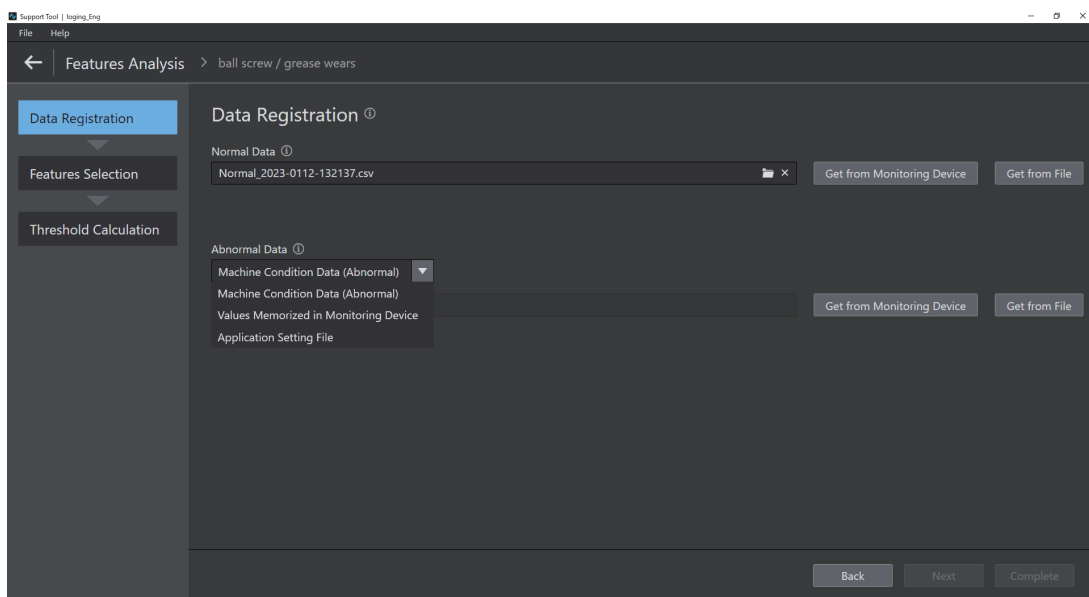 Support Tool | loging_Eng
File Help
Features Analysis > ball screw / grease wears
Data Registration
Features Selection
Threshold Calculation
Data Registration
Normal Data
Normal_2023-0112-132137.csv
Get from Monitoring Device
Get from File
Abnormal Data
Machine Condition Data (Abnormal)
Machine Condition Data (Abnormal)
Values Memorized in Monitoring Device
Application Setting File
Get from Monitoring Device
Get from File
Back
Next
Complete